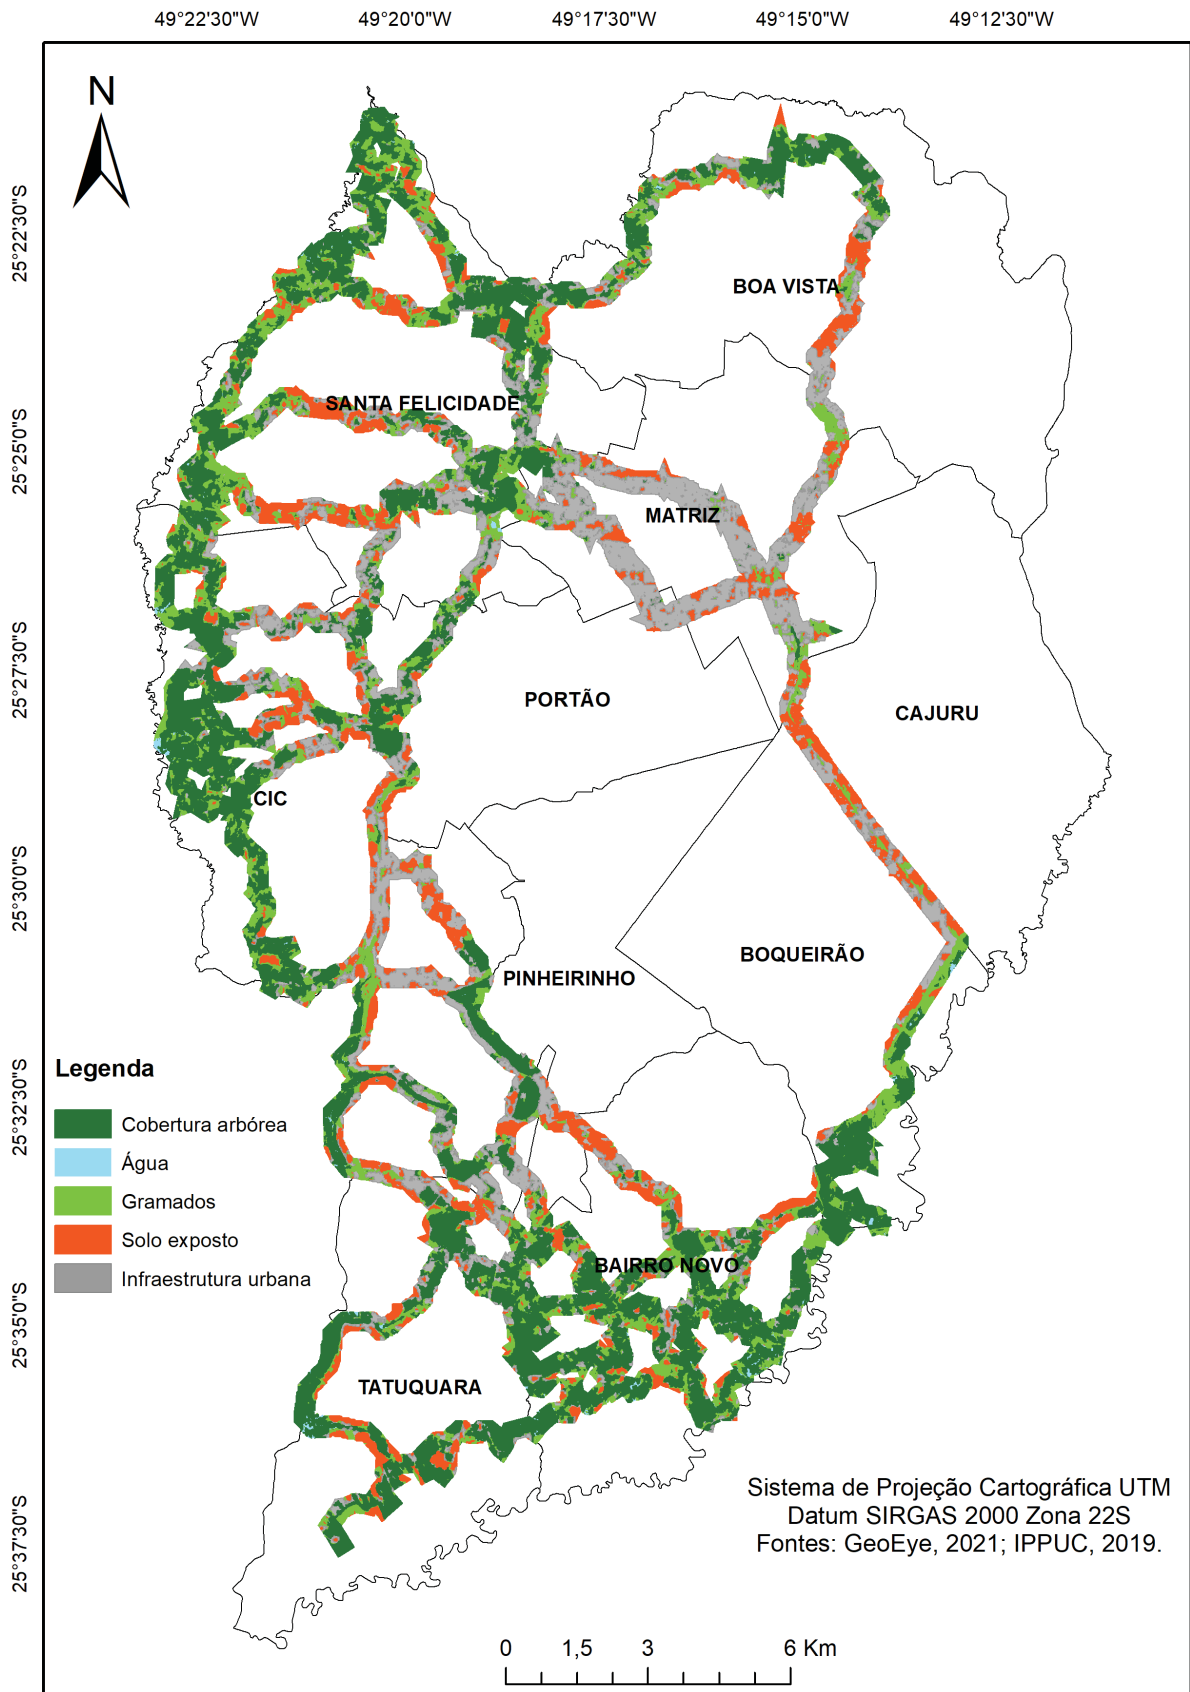 49°22'30"W 49°20'0"W 49°17'30"W 49°15'0"W 49°12'30"W
N
25°22'30"S
BOA VISTA
SANTA FELICIDADE
25°25'0"S
MATRIZ
25°27'30"S
PORTÃO
CAJURU
CIC
25°30'0"S
BOQUEIRÃO
PINHEIRINHO
Legenda
25°32'30"S
Cobertura arbórea
Água
Gramados
Solo exposto
Infraestrutura urbana
BAIRRO NOVO
25°35'0"S
TATUQUARA
Sistema de Projeção Cartográfica UTM
Datum SIRGAS 2000 Zona 22S
Fontes: GeoEye, 2021; IPPUC, 2019.
25°37'30"S
0 1,5 3 6 Km